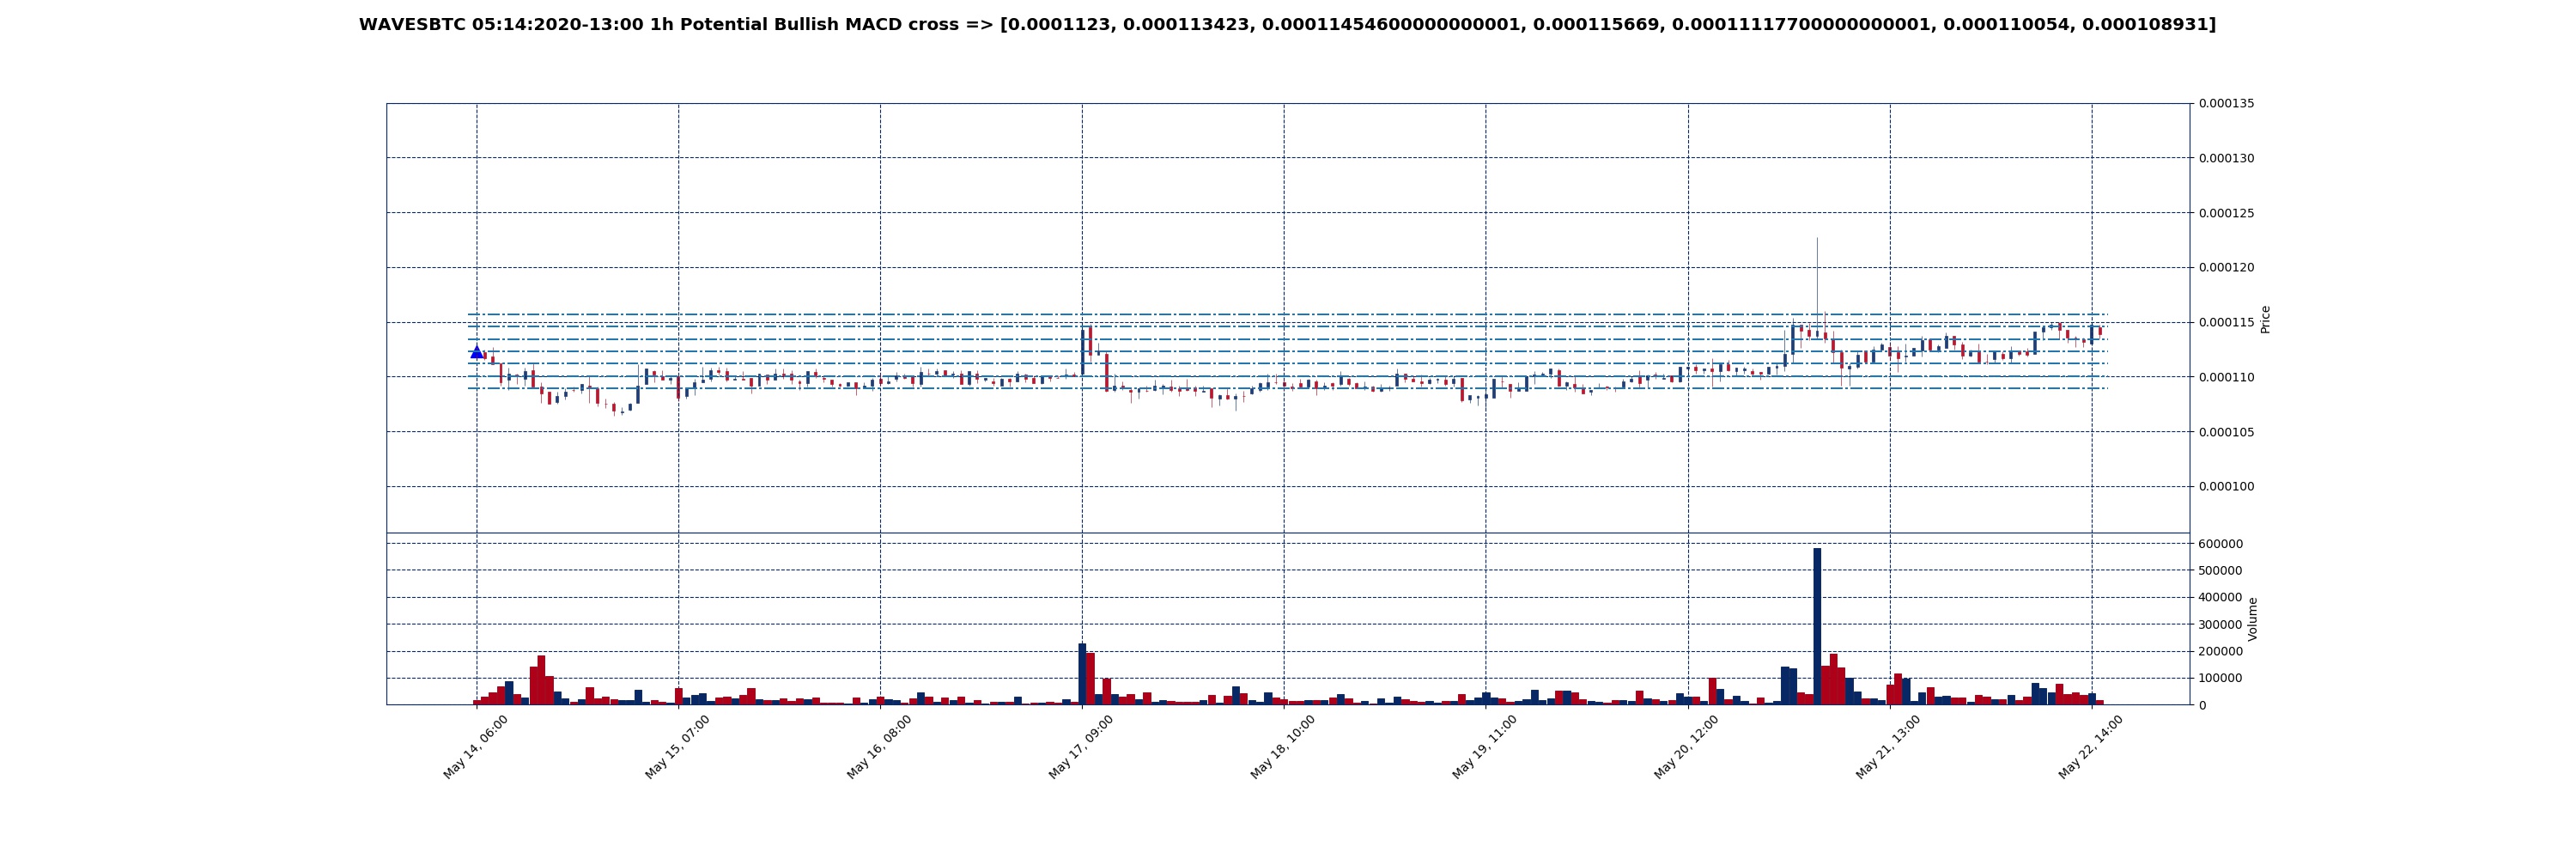 WAVESBTC 05:14:2020-13:00 1h Potential Bullish MACD cross => [0.0001123, 0.000113423, 0.00011454600000000001, 0.000115669, 0.00011117700000000001, 0.000110054, 0.000108931]
0.000135
0.000130
0.000125
0.000120
0.000115
0.000110
0.000105
0.000100
Price
600000
500000
400000
300000
200000
100000
0
Volume
May 14, 06:00
May 15, 07:00
May 16, 08:00
May 17, 09:00
May 18, 10:00
May 19, 11:00
May 20, 12:00
May 21, 13:00
May 22, 14:00